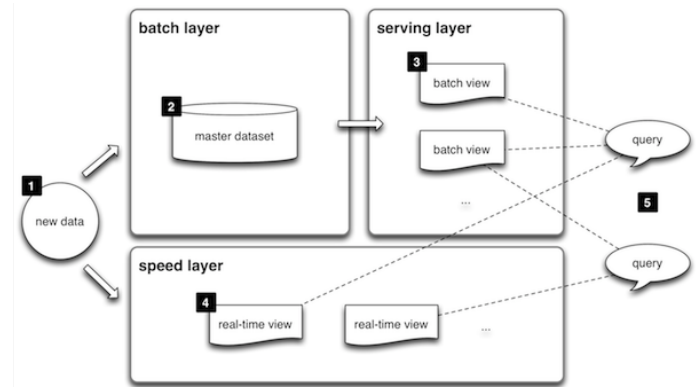 batch layer
serving layer
3
batch view
2
master dataset
batch view
query
1
new data
...
5
speed layer
query
4
real-time view
real-time view
...